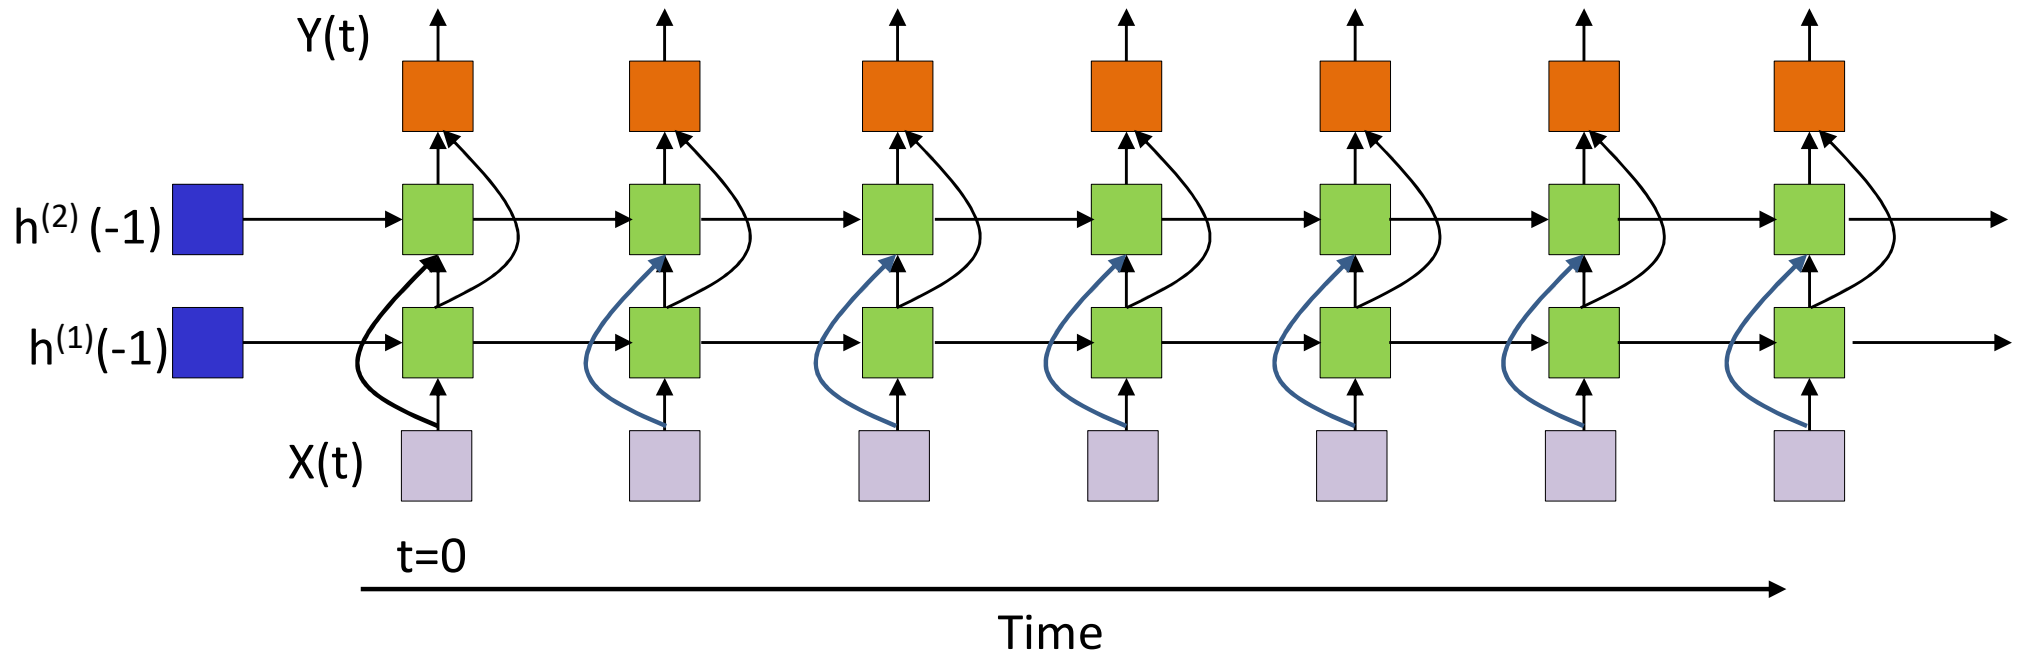 Y(t)
h⁽²⁾ (-1)
h⁽¹⁾(-1)
X(t)
t=0
Time